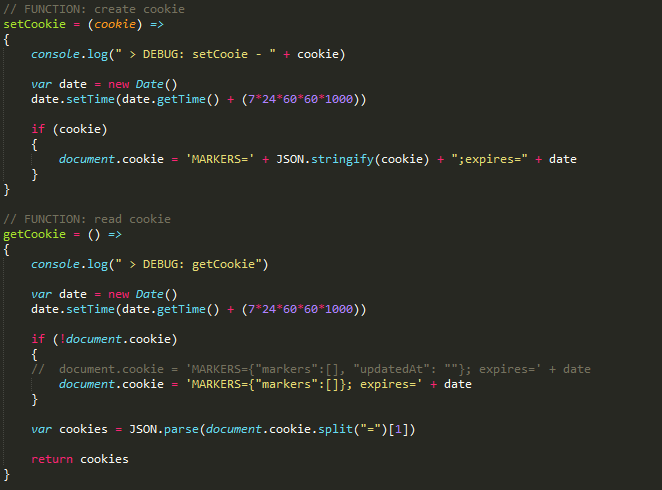 // FUNCTION: create cookie
setCookie = (cookie) =>
{
    console.log(" > DEBUG: setCooie - " + cookie)

    var date = new Date()
    date.setTime(date.getTime() + (7*24*60*60*1000))

    if (cookie)
    {
        document.cookie = 'MARKERS=' + JSON.stringify(cookie) + ";expires=" + date
    }
}

// FUNCTION: read cookie
getCookie = () =>
{
    console.log(" > DEBUG: getCookie")

    var date = new Date()
    date.setTime(date.getTime() + (7*24*60*60*1000))

    if (!document.cookie)
    {
    //  document.cookie = 'MARKERS={"markers":[], "updatedAt": ""}; expires=' + date
        document.cookie = 'MARKERS={"markers":[]}; expires=' + date
    }

    var cookies = JSON.parse(document.cookie.split("=")[1])

    return cookies
}